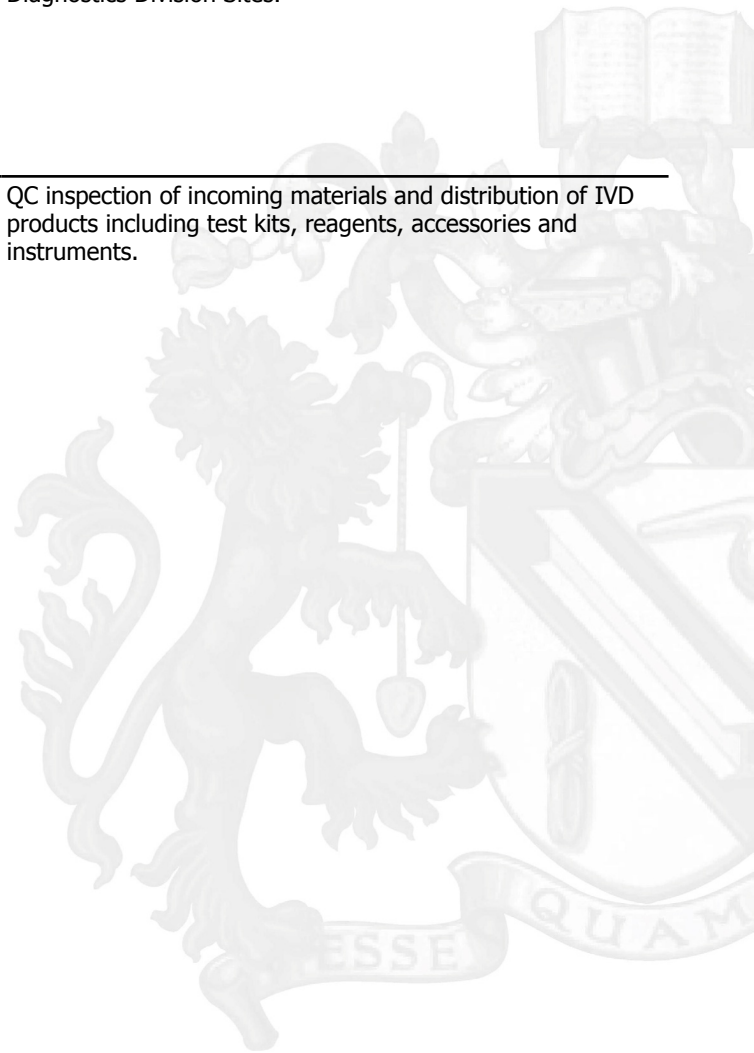 Diagnostics Division Sites.
QC inspection of incoming materials and distribution of IVD
products including test kits, reagents, accessories and
instruments.
ESSE
QUAM